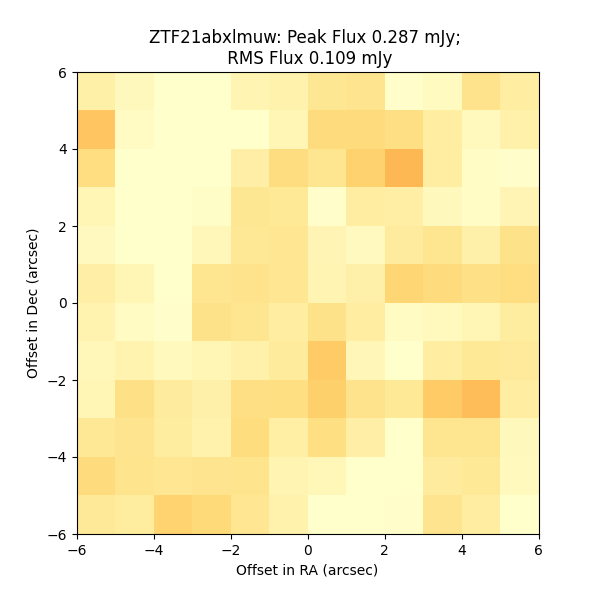 ZTF21abxlmuw: Peak Flux 0.287 mJy;
RMS Flux 0.109 mJy
6
4
2
0
−2
−4
−6
Offset in Dec (arcsec)
−6 −4 −2 0 2 4 6
Offset in RA (arcsec)